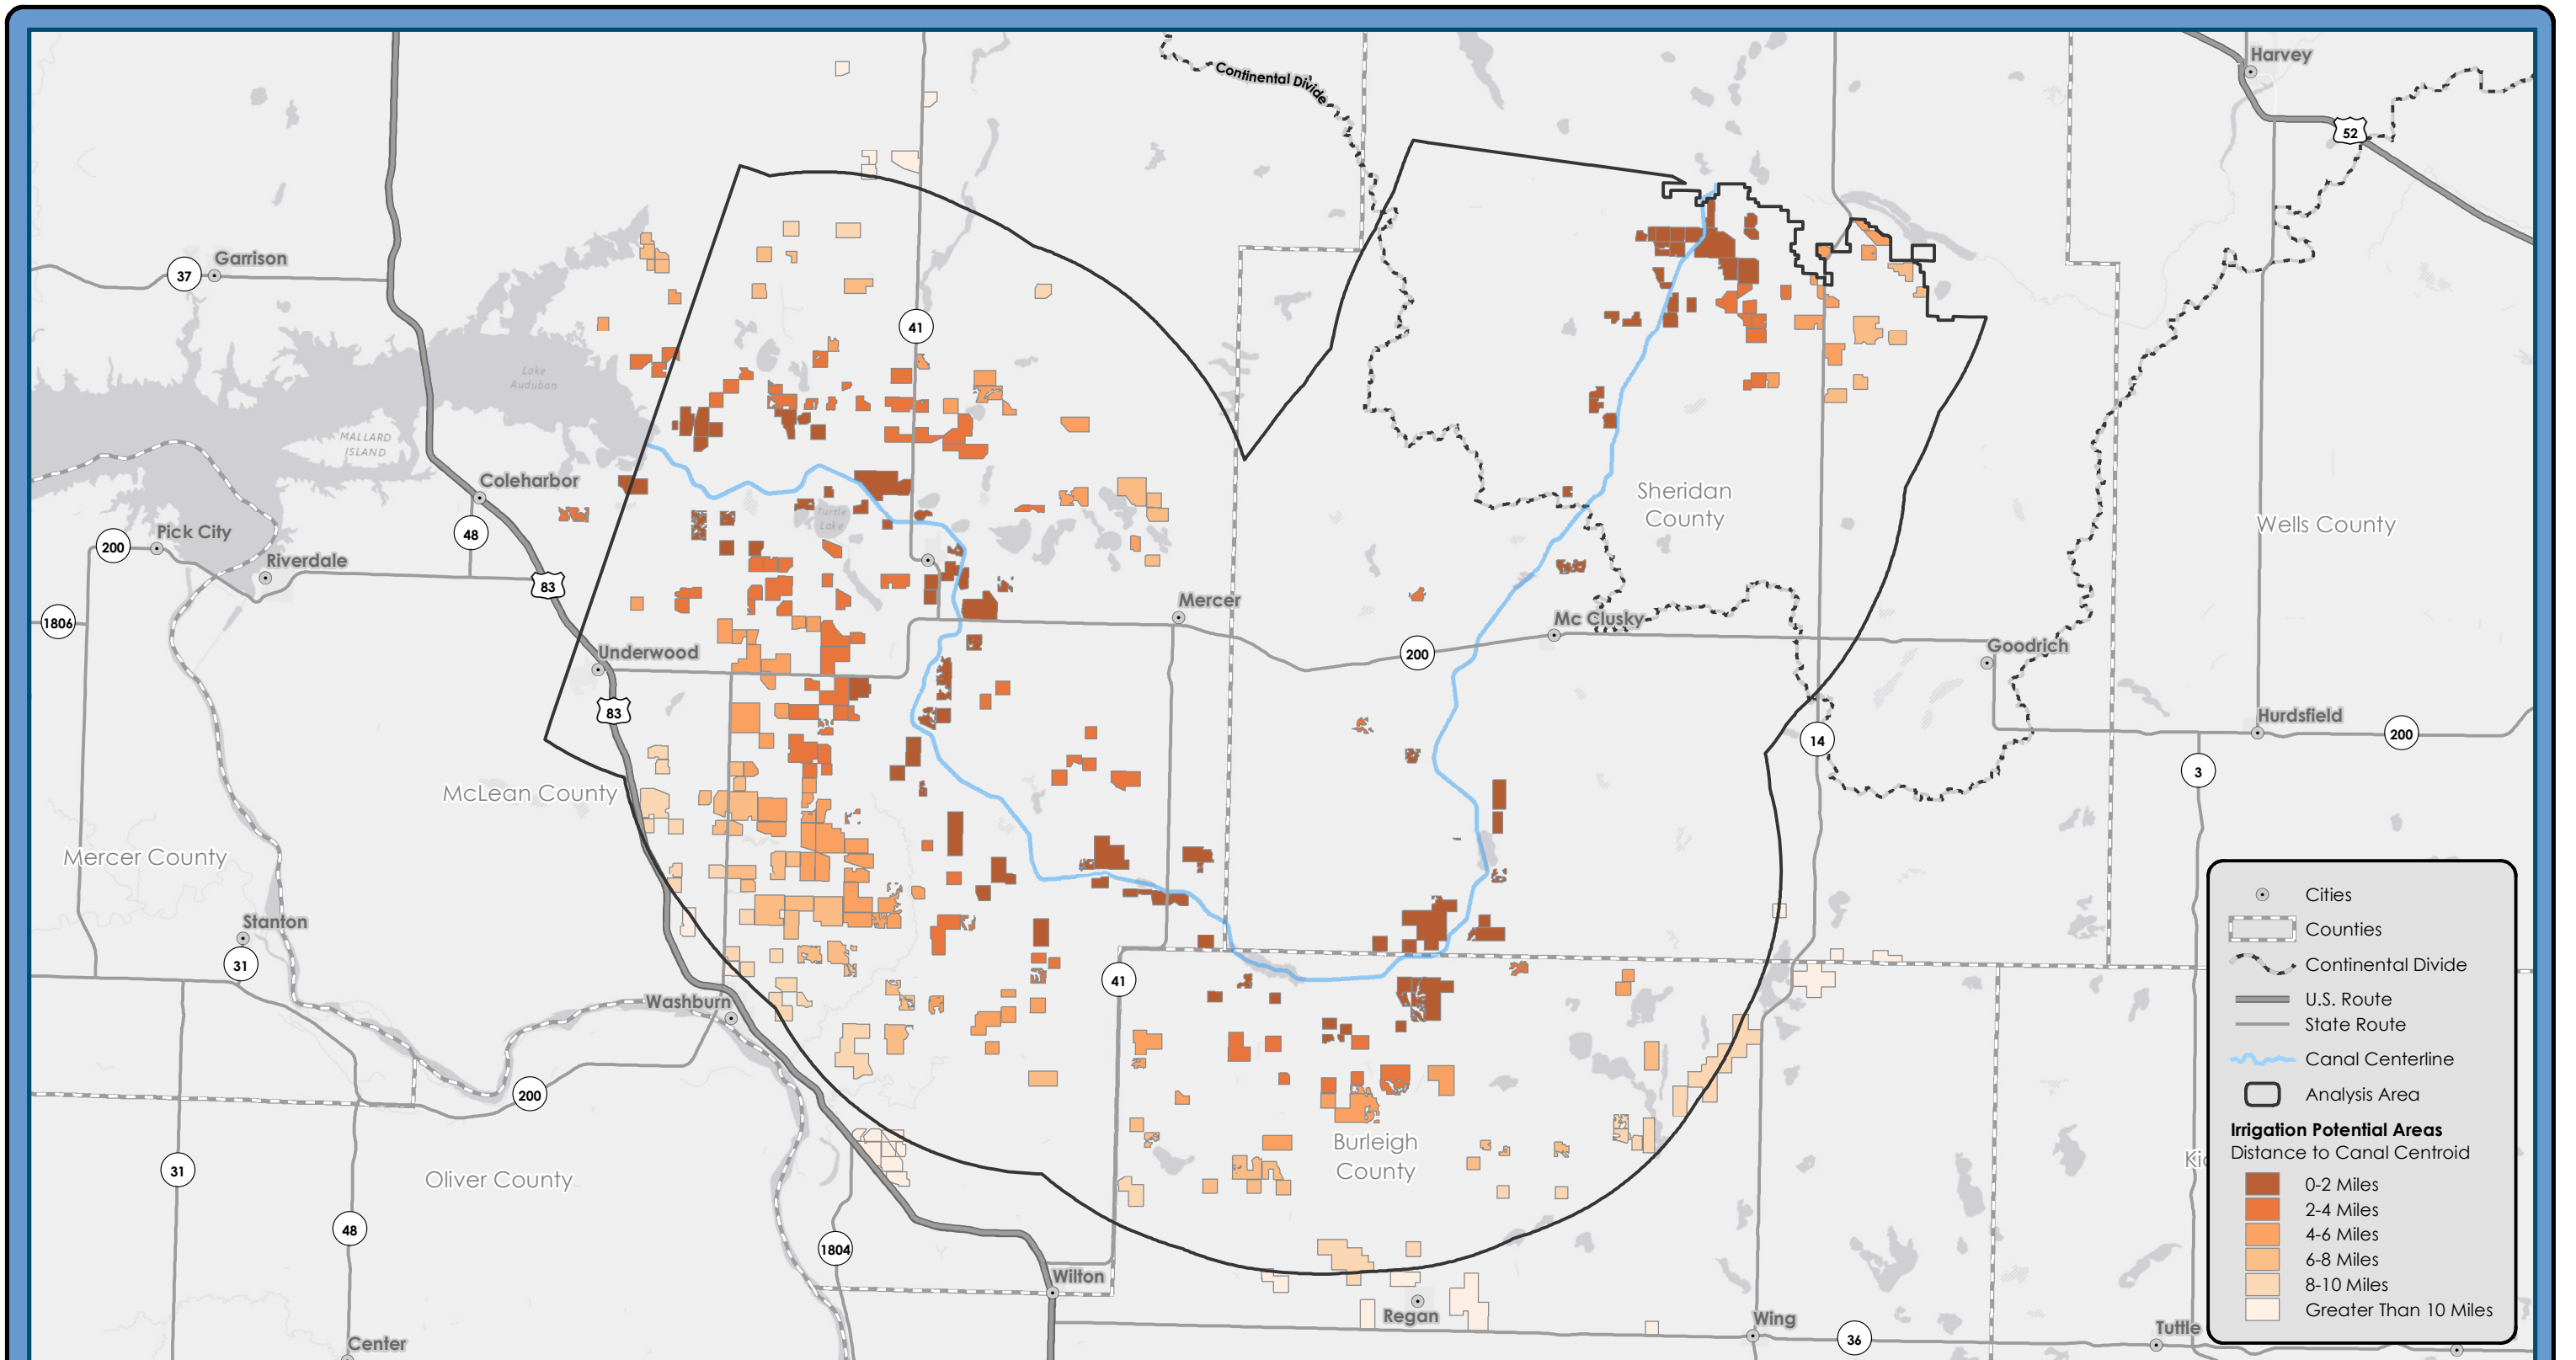 Harvey
Continental Divide
52
Garrison
37
41
Lake
Audubon
MALLARD
ISLAND
Coleharbor
Sheridan
County
Turtle
Lake
Wells County
Pick City
200
48
Riverdale
83
Mercer
1806
Mc Clusky
Underwood
200
Goodrich
83
14
Hurdsfield
200
3
McLean County
Mercer County
Stanton
31
41
Washburn
200
Burleigh
County
31
Oliver County
48
1804
Wilton
Regan
Wing
36
Tuttle
Center
Cities
Counties
Continental Divide
U.S. Route
State Route
Canal Centerline
Analysis Area
Irrigation Potential Areas
Distance to Canal Centroid
0-2 Miles
2-4 Miles
4-6 Miles
6-8 Miles
8-10 Miles
Greater Than 10 Miles